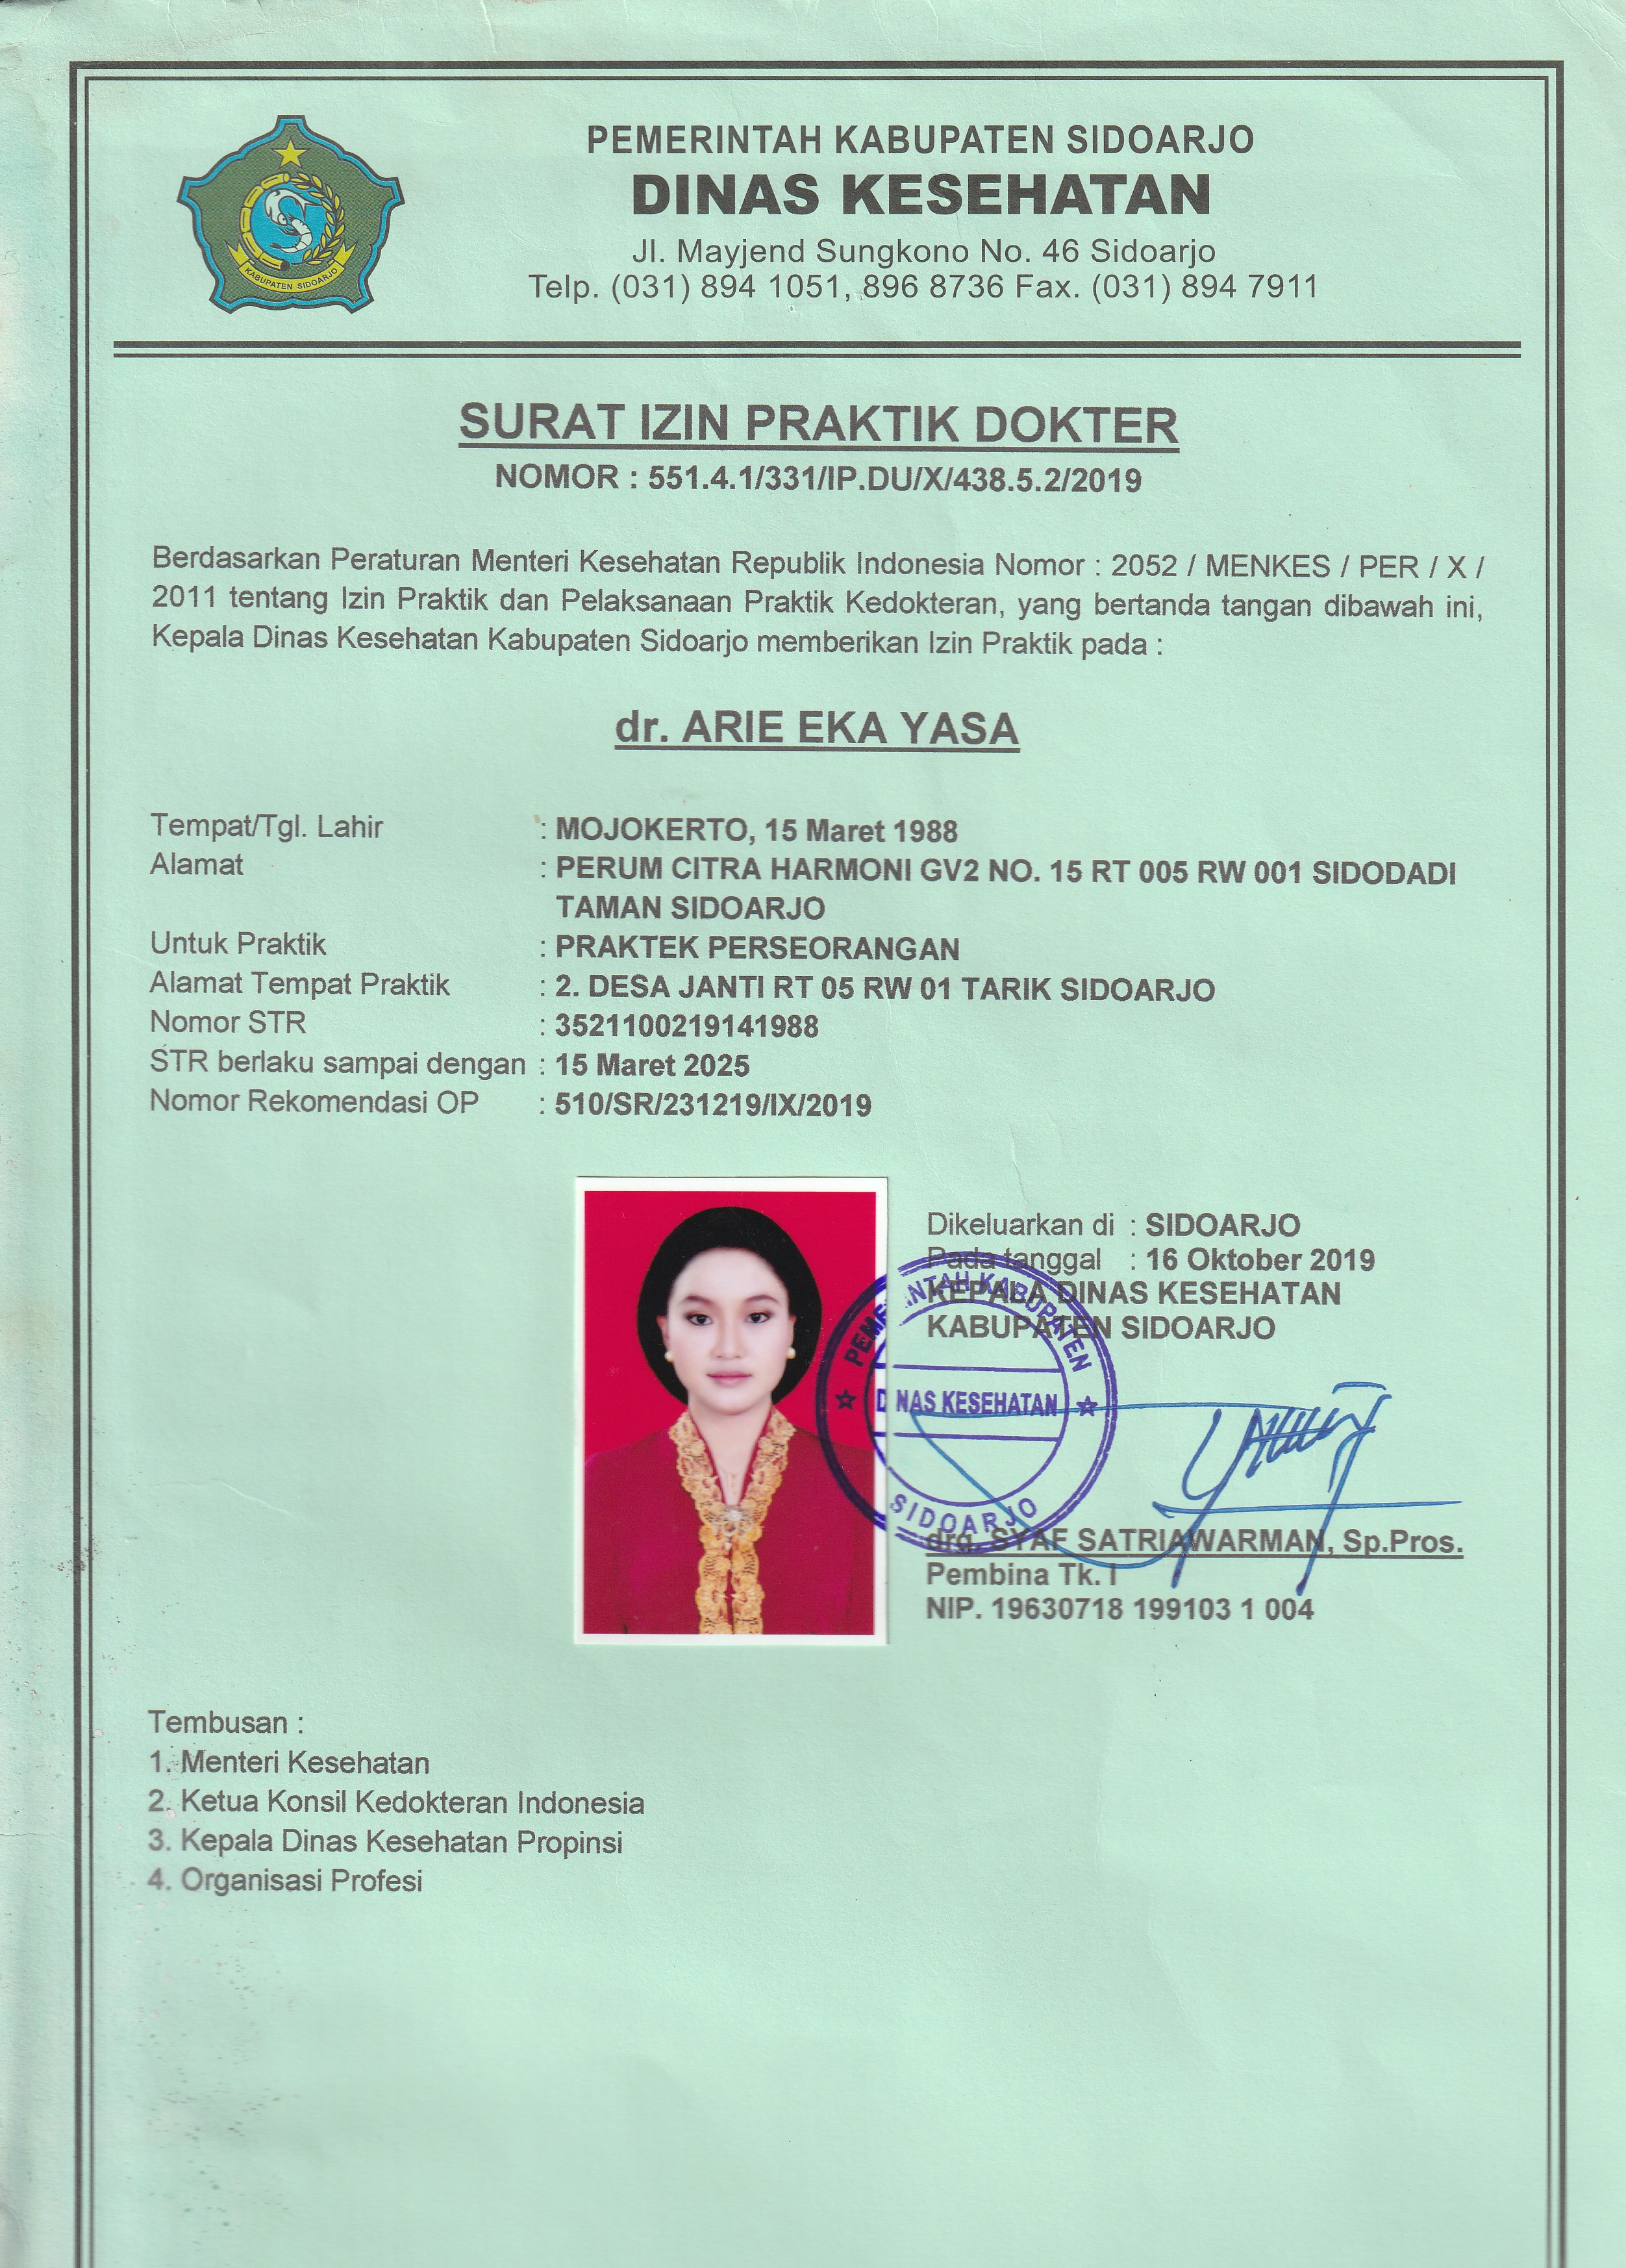 PEMERINTAH KABUPATEN SIDOARJO
DINAS KESEHATAN
Jl. Mayjend Sungkono No. 46 Sidoarjo
Telp. (031) 894 1051, 896 8736 Fax. (031) 894 7911
KABUPATEN SIDOARJO
SURAT IZIN PRAKTIK DOKTER
NOMOR : 551.4.1/331/IP.DU/X/438.5.2/2019
Berdasarkan Peraturan Menteri Kesehatan Republik Indonesia Nomor : 2052 / MENKES / PER / X /
2011 tentang Izin Praktik dan Pelaksanaan Praktik Kedokteran, yang bertanda tangan dibawah ini,
Kepala Dinas Kesehatan Kabupaten Sidoarjo memberikan Izin Praktik pada :
dr. ARIE EKA YASA
Tempat/Tgl. Lahir : MOJOKERTO, 15 Maret 1988
Alamat : PERUM CITRA HARMONI GV2 NO. 15 RT 005 RW 001 SIDODADI
TAMAN SIDOARJO
Untuk Praktik : PRAKTEK PERSEORANGAN
Alamat Tempat Praktik : 2. DESA JANTI RT 05 RW 01 TARIK SIDOARJO
Nomor STR : 3521100219141988
STR berlaku sampai dengan : 15 Maret 2025
Nomor Rekomendasi OP : 510/SR/231219/IX/2019
Dikeluarkan di : SIDOARJO
Pada tanggal : 16 Oktober 2019
KEPALA DINAS KESEHATAN
KABUPATEN SIDOARJO
PEMERINTAH KABUPATEN
DINAS KESEHATAN
SIDOARJO
drg. SYAF SATRIAWARMAN, Sp.Pros.
Pembina Tk. I
NIP. 19630718 199103 1 004
Tembusan :
1. Menteri Kesehatan
2. Ketua Konsil Kedokteran Indonesia
3. Kepala Dinas Kesehatan Propinsi
4. Organisasi Profesi